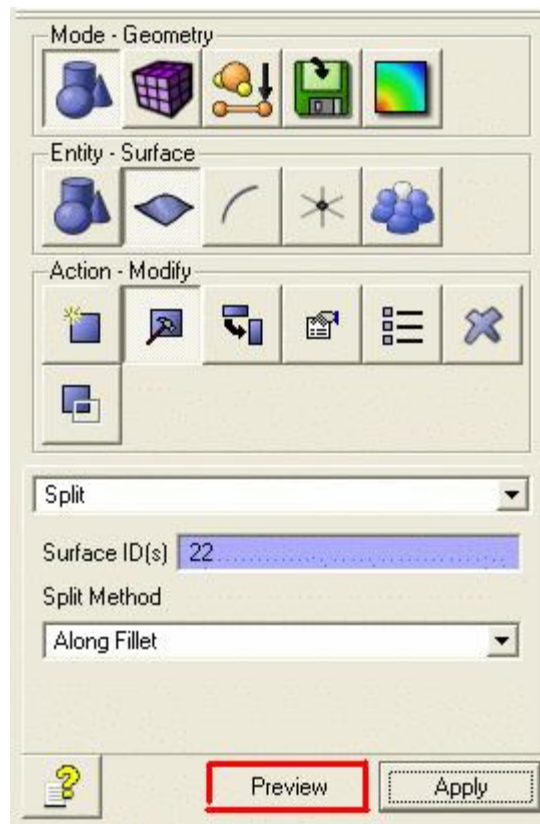 Mode - Geometry
Entity - Surface
Action - Modify
Split
Surface ID(s) 22
Split Method
Along Fillet
Preview Apply